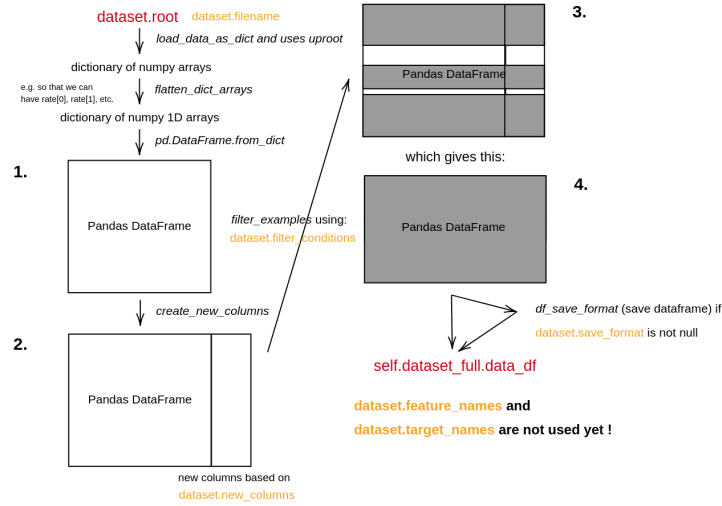 dataset.root dataset.filename
load_data_as_dict and uses uproot
dictionary of numpy arrays
e.g. so that we can
have rate[0], rate[1], etc.
flatten_dict_arrays
dictionary of numpy 1D arrays
pd.DataFrame.from_dict
1.
Pandas DataFrame
create_new_columns
2.
Pandas DataFrame
new columns based on
dataset.new_columns
filter_examples using:
dataset.filter_conditions
3.
Pandas DataFrame
which gives this:
4.
Pandas DataFrame
df_save_format (save dataframe) if
dataset.save_format is not null
self.dataset_full.data_df
dataset.feature_names and
dataset.target_names are not used yet !